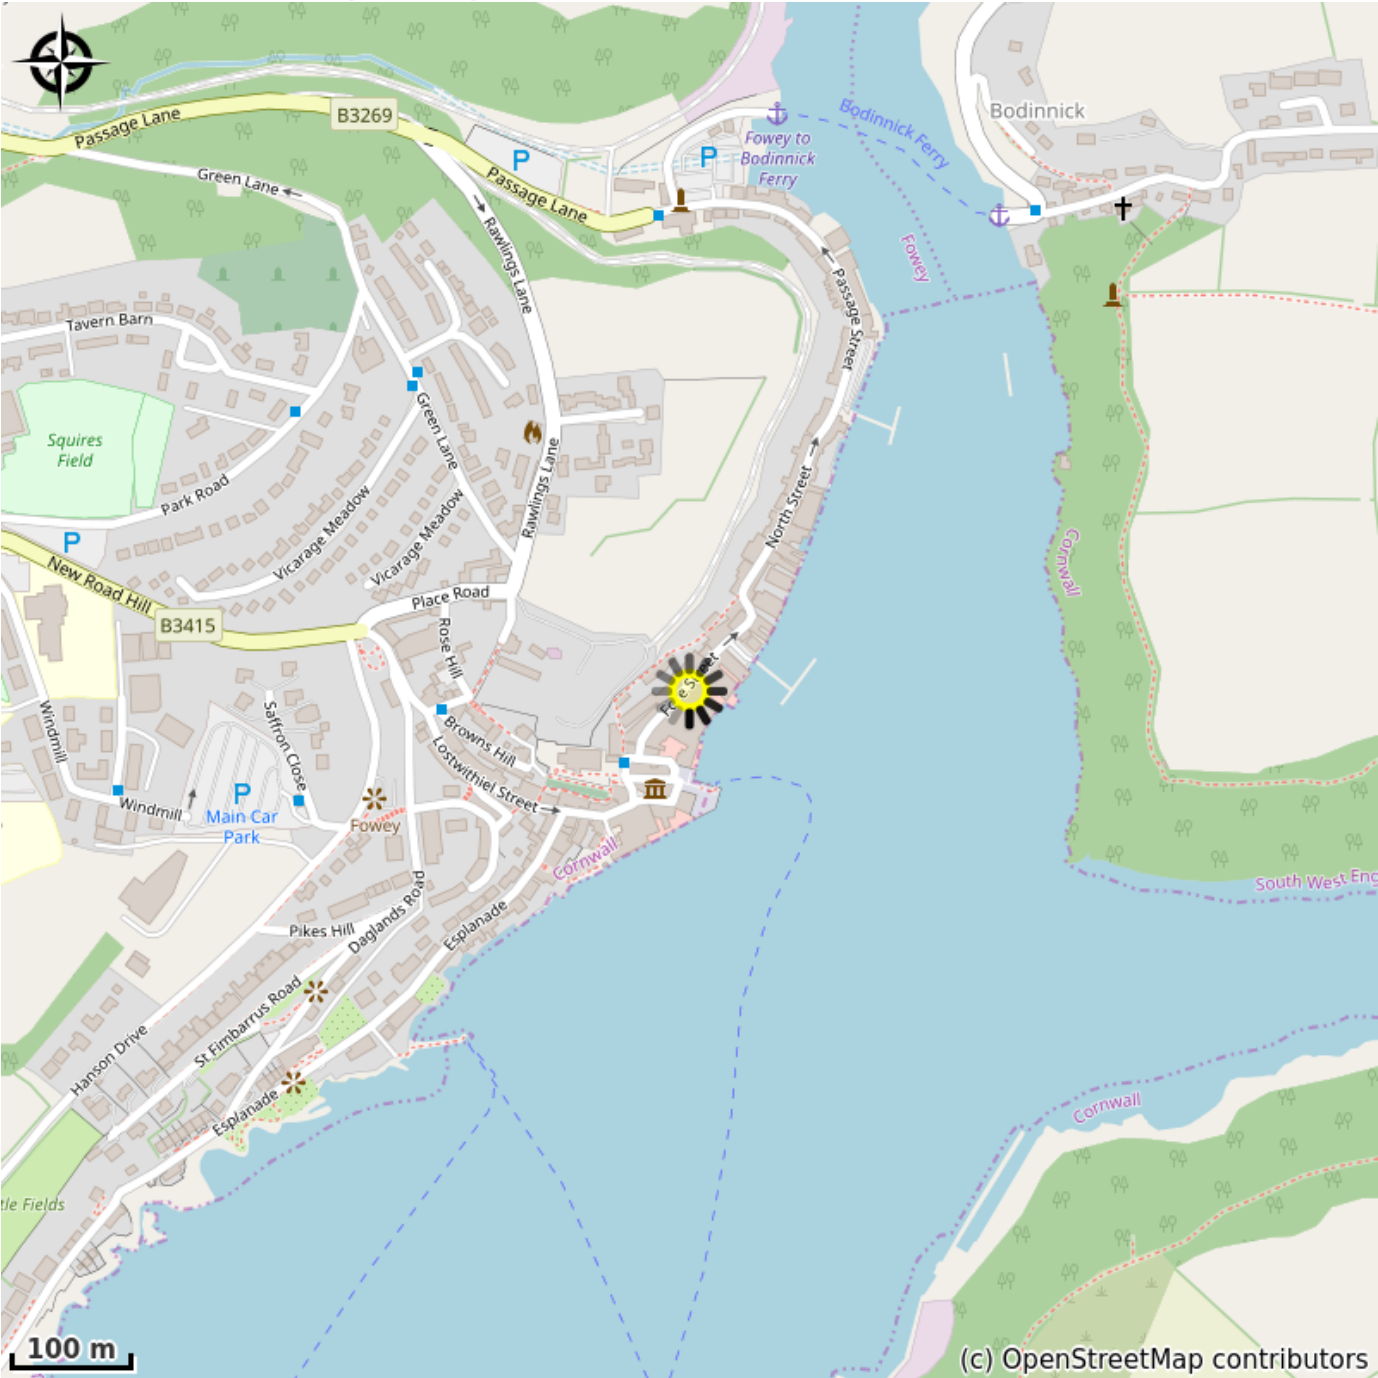 Passage Lane
B3269
Bodinnick Ferry
Bodinnick
Fowey to
Bodinnick
Ferry
P
P
Green Lane
Passage Lane
Rawlings Lane
Fowey
Passage Street
Tavern Barn
Squires
Field
Green Lane
Park Road
Rawlings Lane
North Street
Vicarage Meadow
Vicarage Meadow
P
New Road Hill
B3415
Place Road
Rose Hill
Cornwall
Windmill
Saffron Close
Browns Hill
Lostwithiel Street
P
Main Car
Park
Windmill
Fowey
Cornwall
South West Eng
Pikes Hill
Daglands Road
Esplanade
St Fimbarrus Road
Hanson Drive
Esplanade
Cornwall
tle Fields
100 m
(c) OpenStreetMap contributors